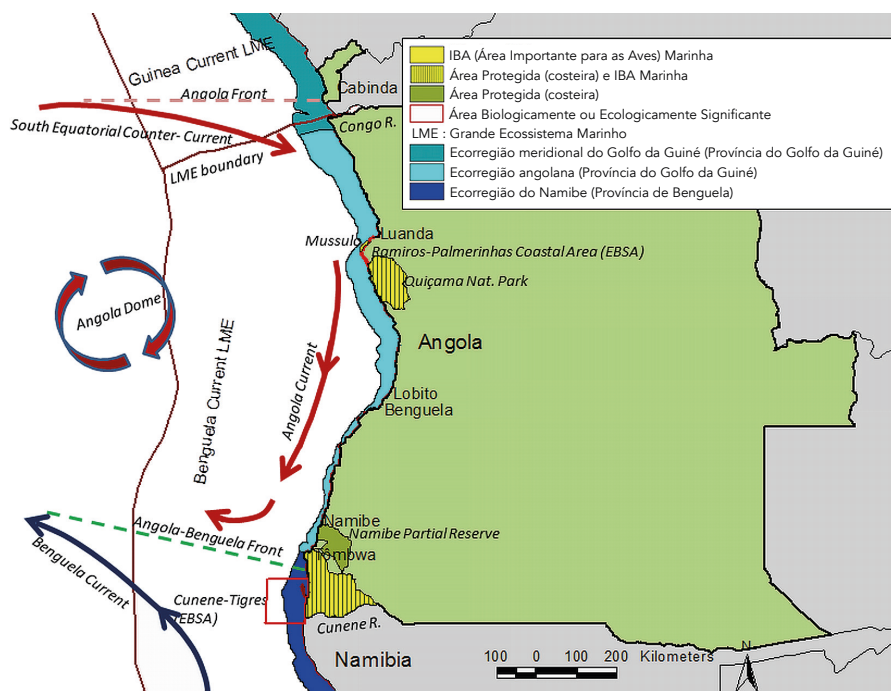 Guinea Current LME
Angola Front
Cabinda
South Equatorial Counter- Current
Congo R.
LME boundary
IBA (Área Importante para as Aves) Marinha
Área Protegida (costeira) e IBA Marinha
Área Protegida (costeira)
Área Biologicamente ou Ecologicamente Significante
LME : Grande Ecossistema Marinho
Ecorregião meridional do Golfo da Guiné (Província do Golfo da Guiné)
Ecorregião angolana (Província do Golfo da Guiné)
Ecorregião do Namibe (Província de Benguela)
Luanda
Mussulo
Ramiros-Palmerinhas Coastal Area (EBSA)
Quiçama Nat. Park
Angola Dome
Angola
Angola Current
Benguela Current LME
Lobito
Benguela
Namibe
Namibe Partial Reserve
Angola-Benguela Front
Tômbwa
Benguela Current
Cunene-Tigres
(EBSA)
Cunene R.
Namibia
100 0 100 200 Kilometers
N